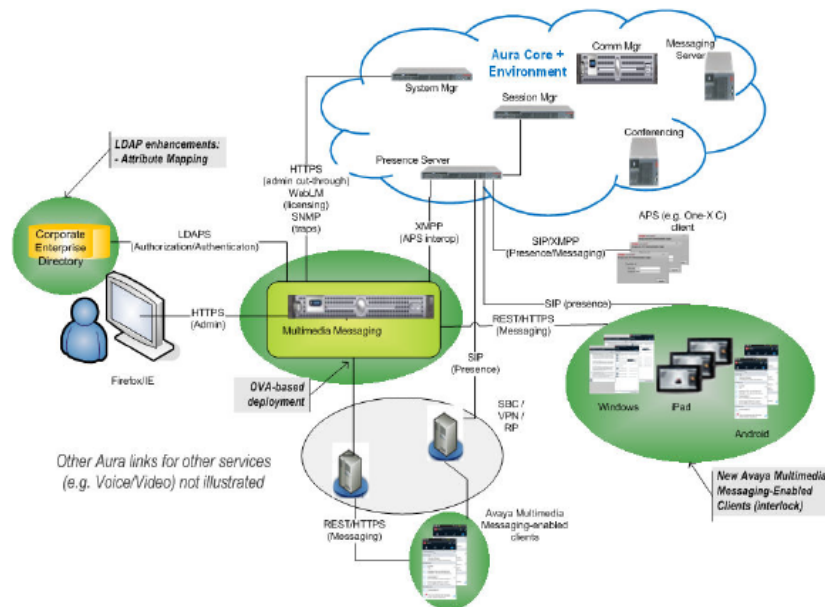 Aura Core +
Environment
Comm Mgr
Messaging
Server
System Mgr
Session Mgr
Conferencing
Presence Server
LDAP enhancements:
- Attribute Mapping
HTTPS
(admin cut-through)
WebLM
(licensing)
SNMP
(traps)
XMPP
(APS interop)
SIP/XMPP
(Presence/Messaging)
APS (e.g. One-X C)
client
Corporate
Enterprise
Directory
LDAPS
(Authorization/Authenticaton)
HTTPS
(Admin)
Multimedia Messaging
SIP (presence)
REST/HTTPS
(Messaging)
SIP
(Presence)
Firefox/IE
OVA-based
deployment
SBC /
VPN /
RP
Windows
iPad
Android
Other Aura links for other services
(e.g. Voice/Video) not illustrated
New Avaya Multimedia
Messaging-Enabled
Clients (interlock)
REST/HTTPS
(Messaging)
Avaya Multimedia
Messaging-enabled
clients